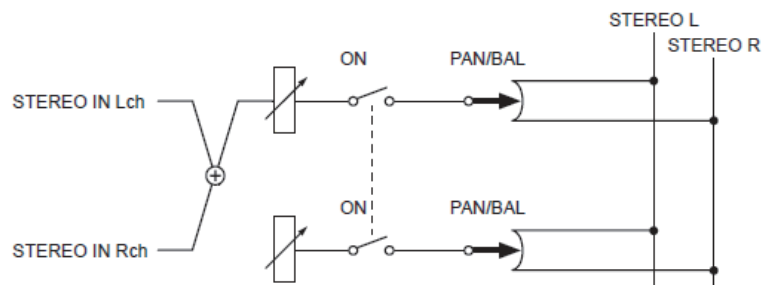 STEREO L
STEREO R
ON
PAN/BAL
STEREO IN Lch
ON
PAN/BAL
STEREO IN Rch